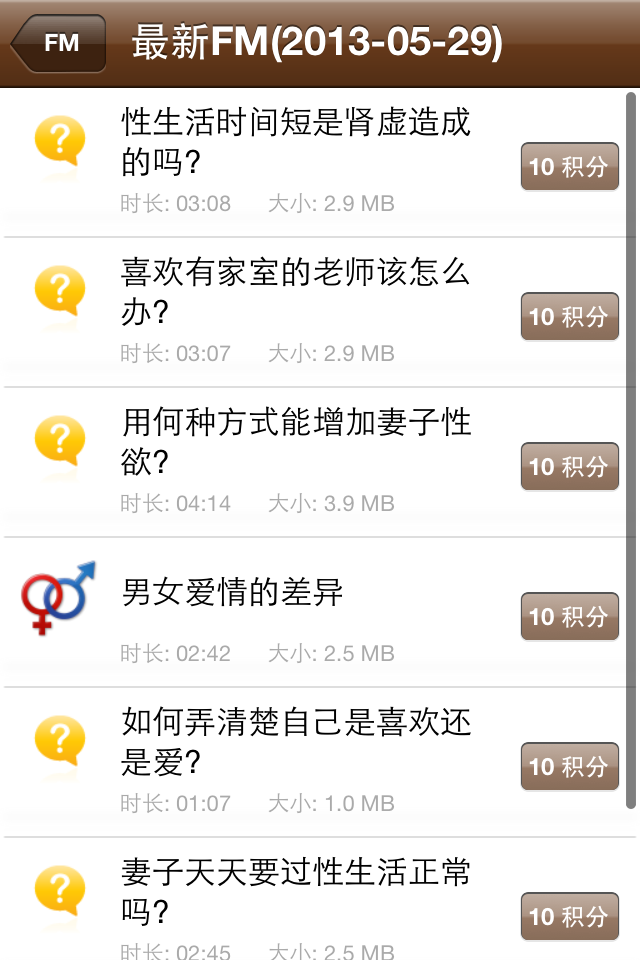 FM
最新FM(2013-05-29)
性生活时间短是肾虚造成
的吗?
时长: 03:08 大小: 2.9 MB
10 积分
喜欢有家室的老师该怎么
办?
时长: 03:07 大小: 2.9 MB
10 积分
用何种方式能增加妻子性
欲?
时长: 04:14 大小: 3.9 MB
10 积分
男女爱情的差异
时长: 02:42 大小: 2.5 MB
10 积分
如何弄清楚自己是喜欢还
是爱?
时长: 01:07 大小: 1.0 MB
10 积分
妻子天天要过性生活正常
吗?
时长: 02:45 大小: 2.5 MB
10 积分